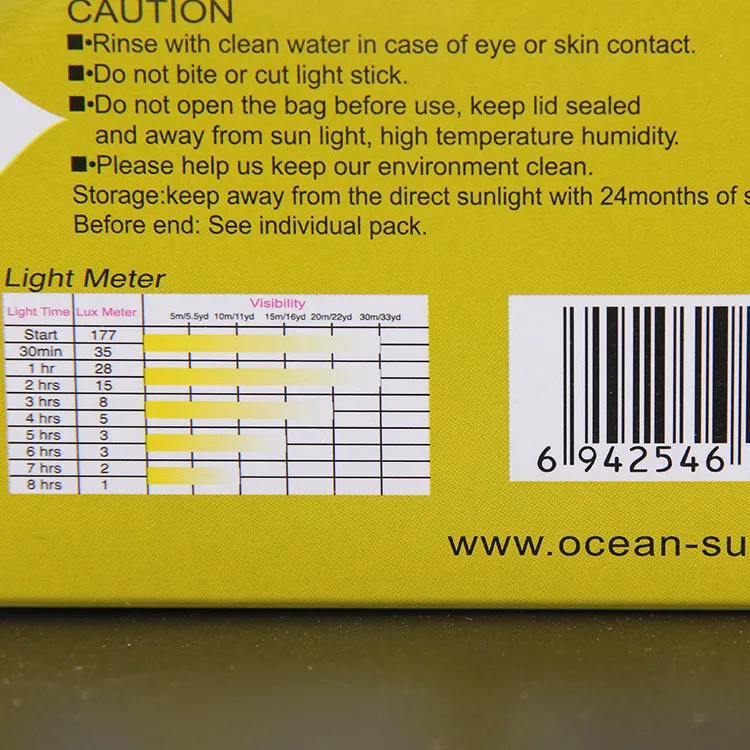 CAUTION
■•Rinse with clean water in case of eye or skin contact.
■•Do not bite or cut light stick.
■•Do not open the bag before use, keep lid sealed
and away from sun light, high temperature humidity.
■•Please help us keep our environment clean.
Storage:keep away from the direct sunlight with 24months of
Before end: See individual pack.
Light Meter
Light Time Lux Meter Visibility
5m/5.5yd 10m/11yd 15m/16yd 20m/22yd 30m/33yd
Start 177
30min 35
1 hr 28
2 hrs 15
3 hrs 8
4 hrs 5
5 hrs 3
6 hrs 3
7 hrs 2
8 hrs 1
6 942546
www.ocean-su